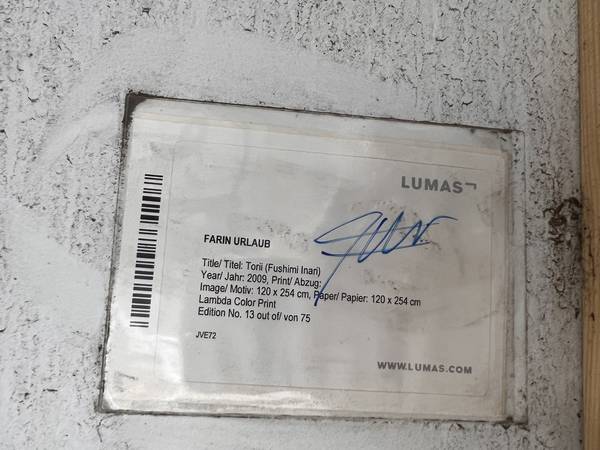 LUMAS
FARIN URLAUB
Title/ Titel: Torii (Fushimi Inari)
Year/ Jahr: 2009, Print/ Abzug:
Image/ Motiv: 120 x 254 cm, Paper/ Papier: 120 x 254 cm
Lambda Color Print
Edition No. 13 out of/ von 75
JVE72
WWW.LUMAS.COM